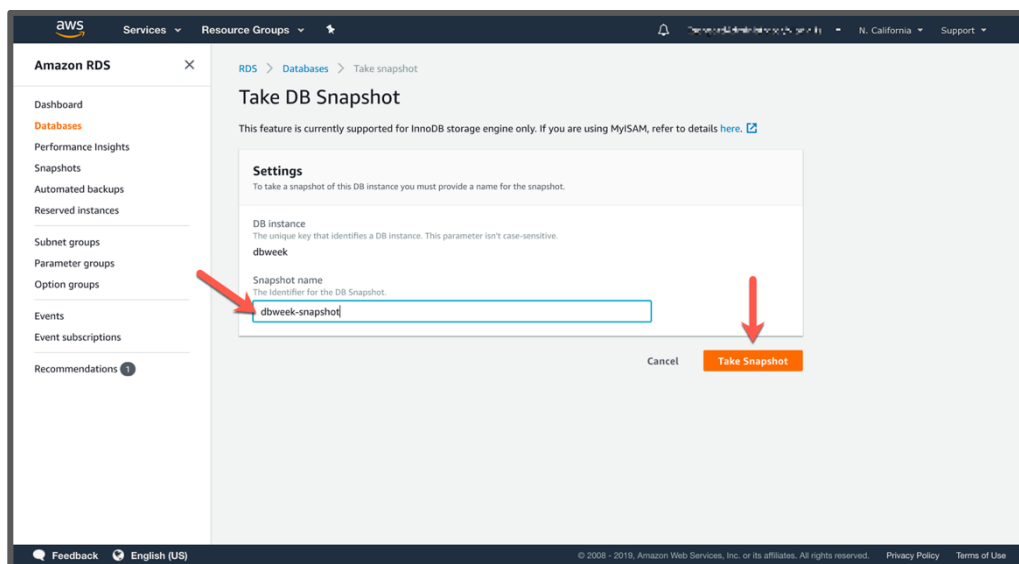 aws
Services
Resource Groups
N. California
Support
Amazon RDS
Dashboard
Databases
Performance Insights
Snapshots
Automated backups
Reserved instances
Subnet groups
Parameter groups
Option groups
Events
Event subscriptions
Recommendations 1
RDS > Databases > Take snapshot
Take DB Snapshot
This feature is currently supported for InnoDB storage engine only. If you are using MyISAM, refer to details here.
Settings
To take a snapshot of this DB instance you must provide a name for the snapshot.
DB instance
The unique key that identifies a DB instance. This parameter isn't case-sensitive.
dbweek
Snapshot name
The Identifier for the DB Snapshot.
dbweek-snapshot
Cancel
Take Snapshot
Feedback
English (US)
© 2008 - 2019, Amazon Web Services, Inc. or its affiliates. All rights reserved.
Privacy Policy
Terms of Use